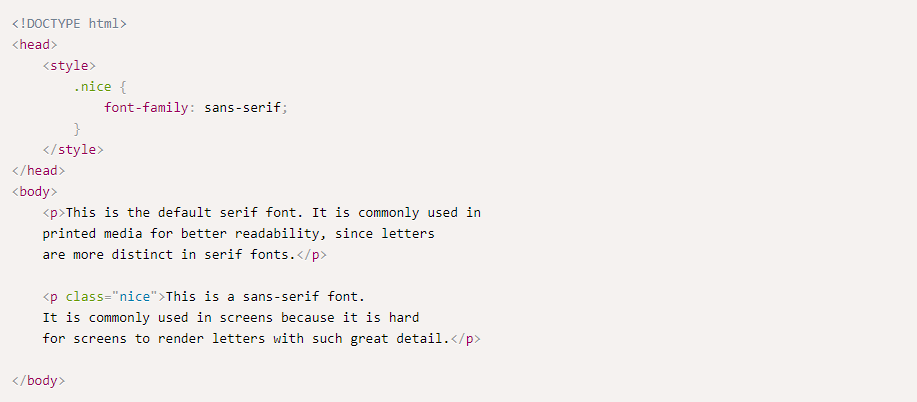 <!DOCTYPE html>
<head>
    <style>
        .nice {
            font-family: sans-serif;
        }
    </style>
</head>
<body>
    <p>This is the default serif font. It is commonly used in
    printed media for better readability, since letters
    are more distinct in serif fonts.</p>

    <p class="nice">This is a sans-serif font.
    It is commonly used in screens because it is hard
    for screens to render letters with such great detail.</p>

</body>